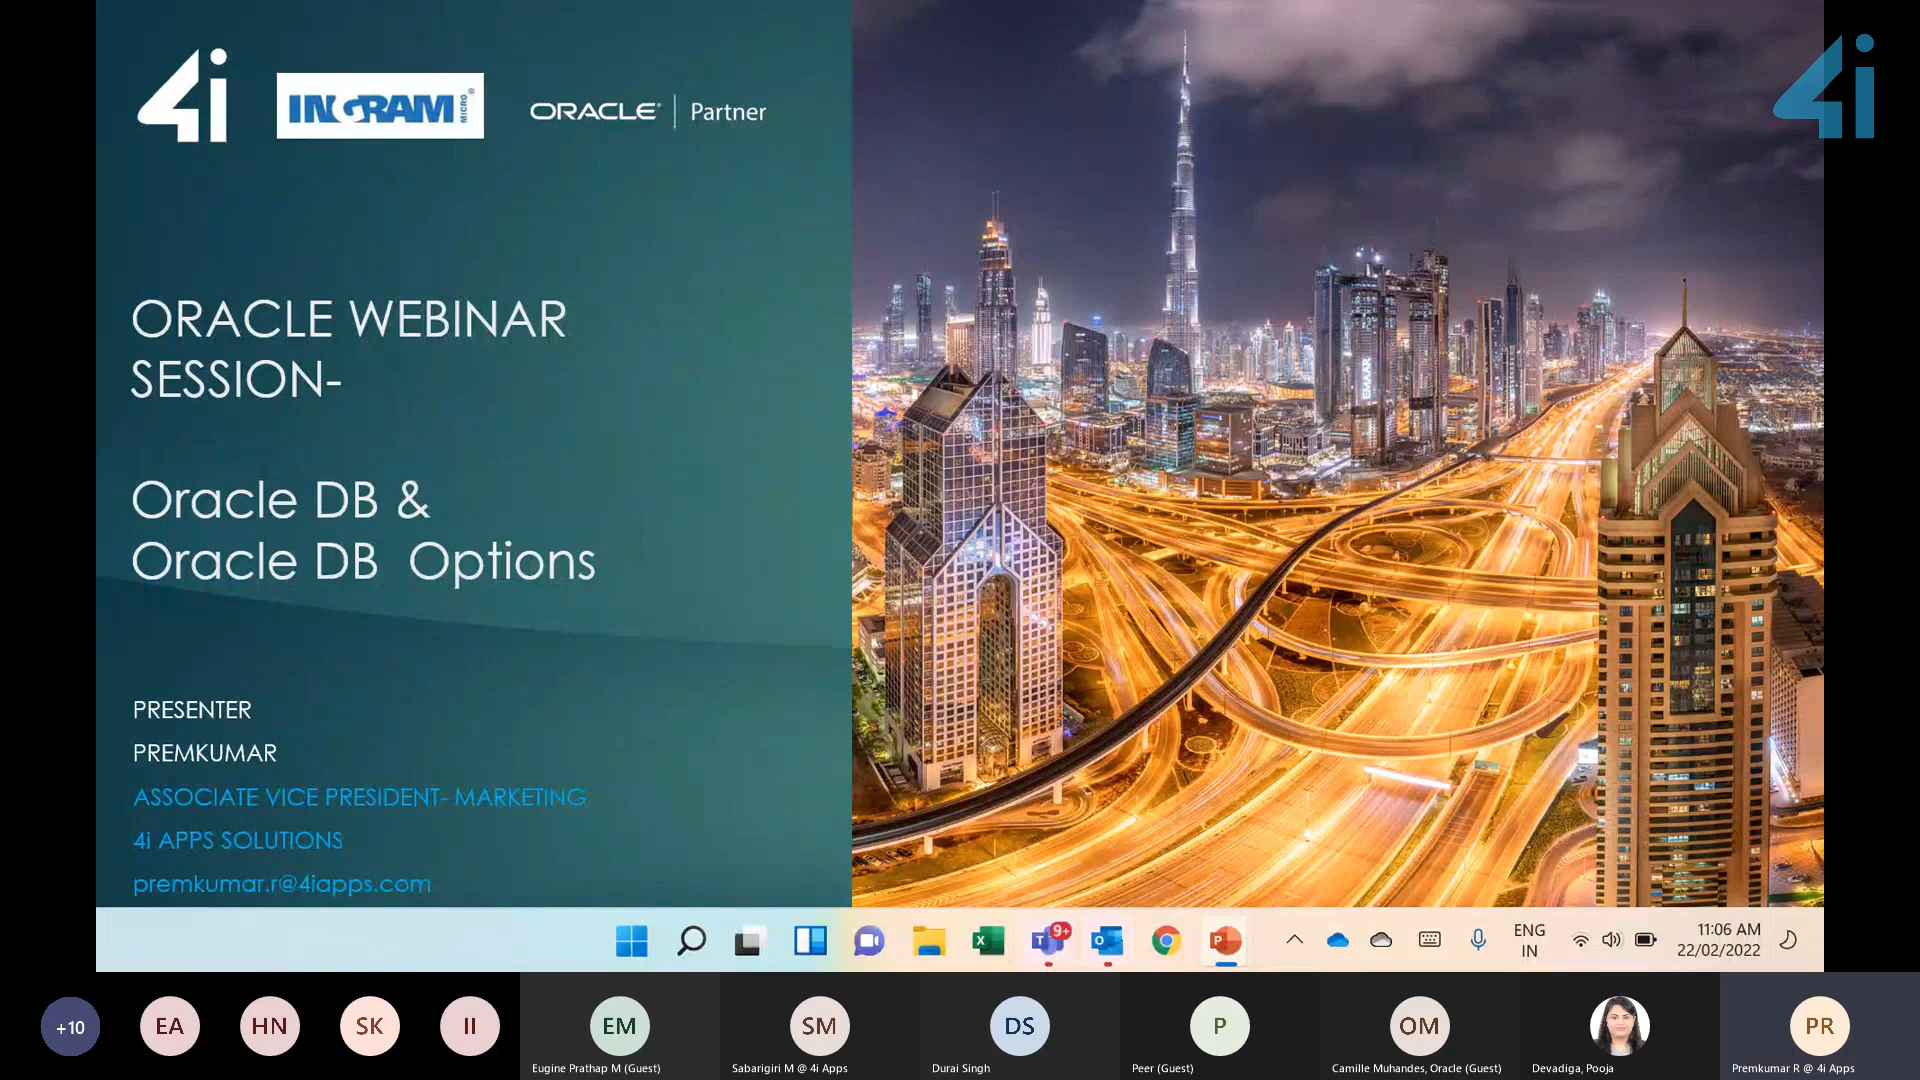 4i
INGRAM MICRO
ORACLE | Partner
4i
ORACLE WEBINAR
SESSION-
Oracle DB &
Oracle DB Options
PRESENTER
PREMKUMAR
ASSOCIATE VICE PRESIDENT- MARKETING
4i APPS SOLUTIONS
premkumar.r@4iapps.com
EMAAR
9+
ENG
IN
11:06 AM
22/02/2022
+10
EA
HN
SK
II
EM
SM
DS
P
OM
PR
Eugine Prathap M (Guest)
Sabarigiri M @ 4i Apps
Durai Singh
Peer (Guest)
Camille Muhandes, Oracle (Guest)
Devadiga, Pooja
Premkumar R @ 4i Apps